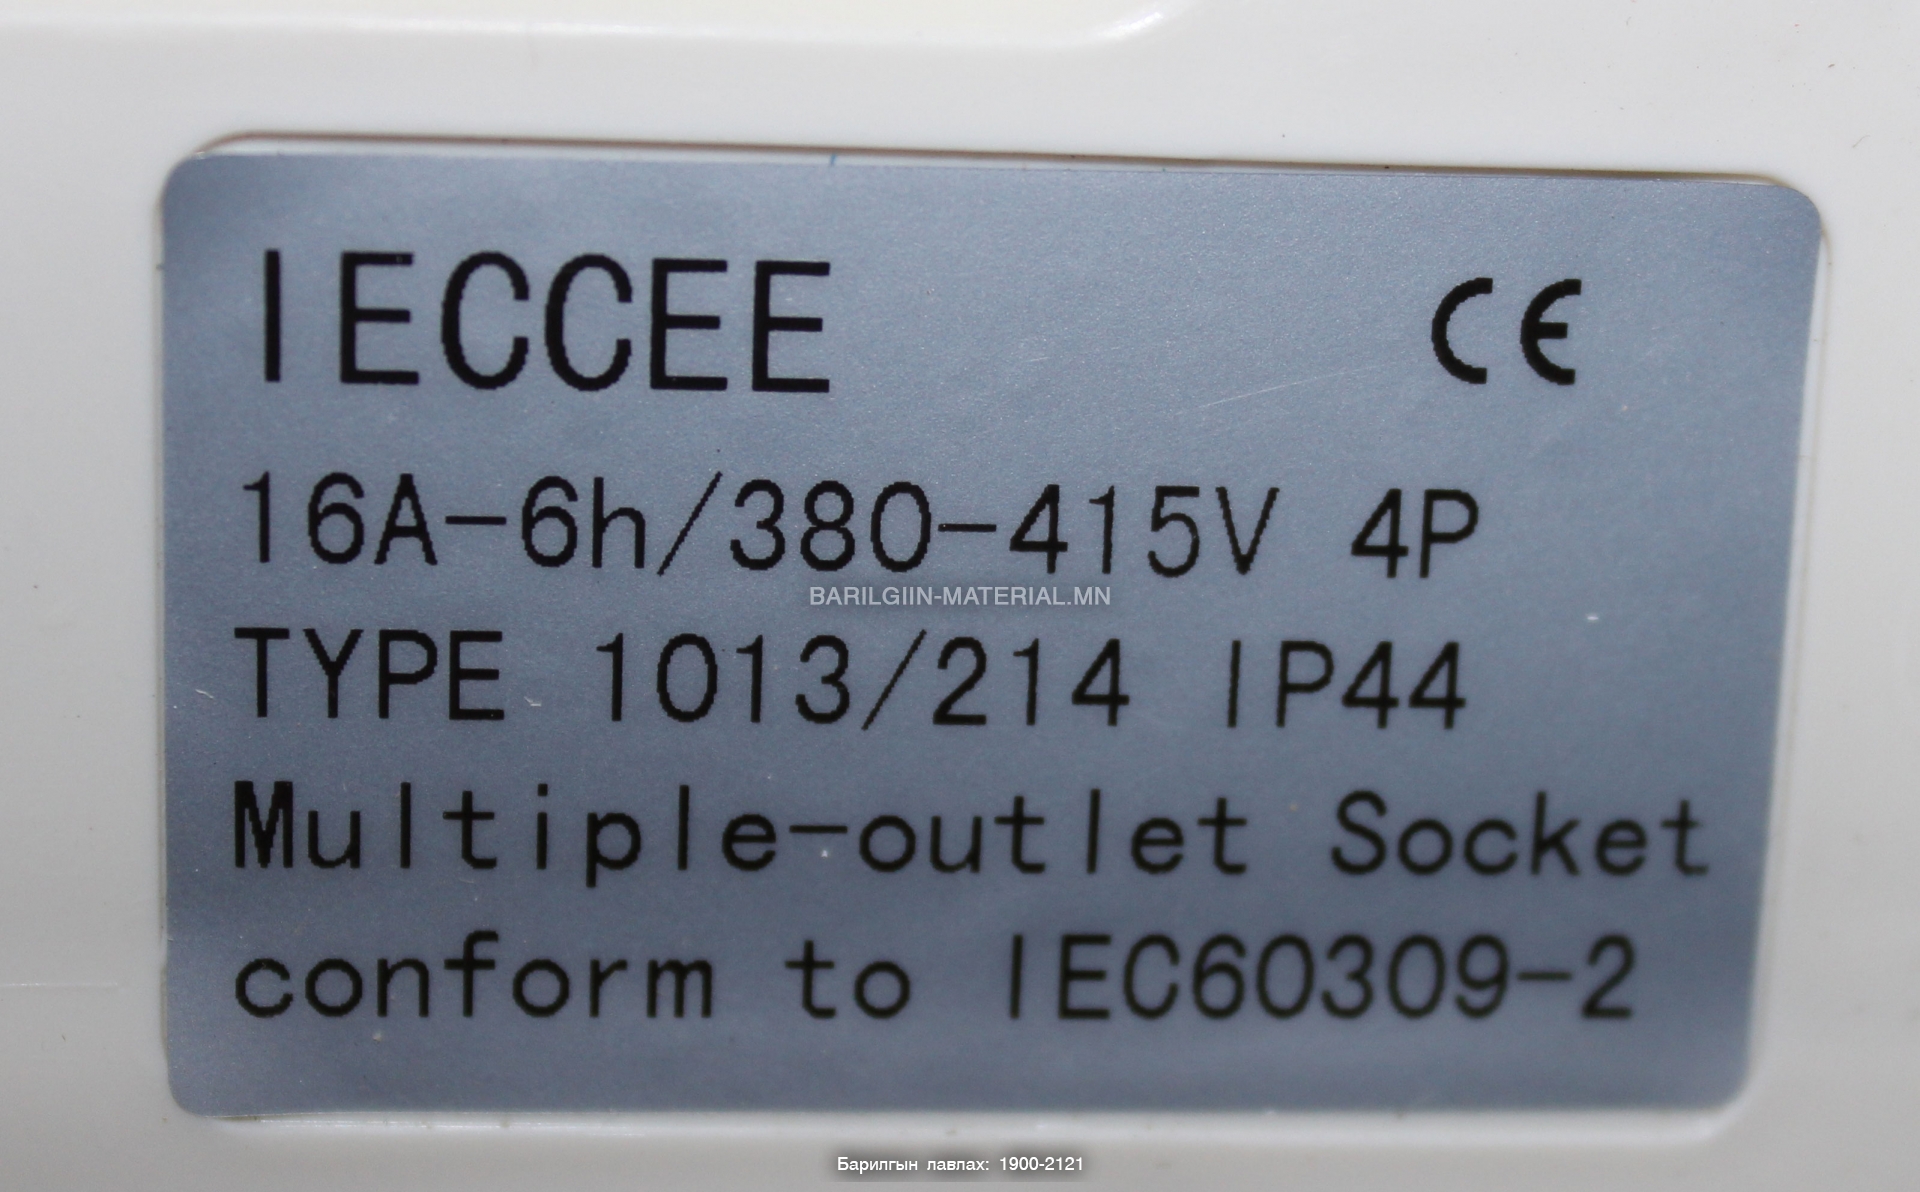 IECCEE CE
16A-6h/380-415V 4P
BARILGIIN-MATERIAL.MN
TYPE 1013/214 IP44
Multiple-outlet Socket
conform to IEC60309-2
Барилгын лавлах: 1900-2121